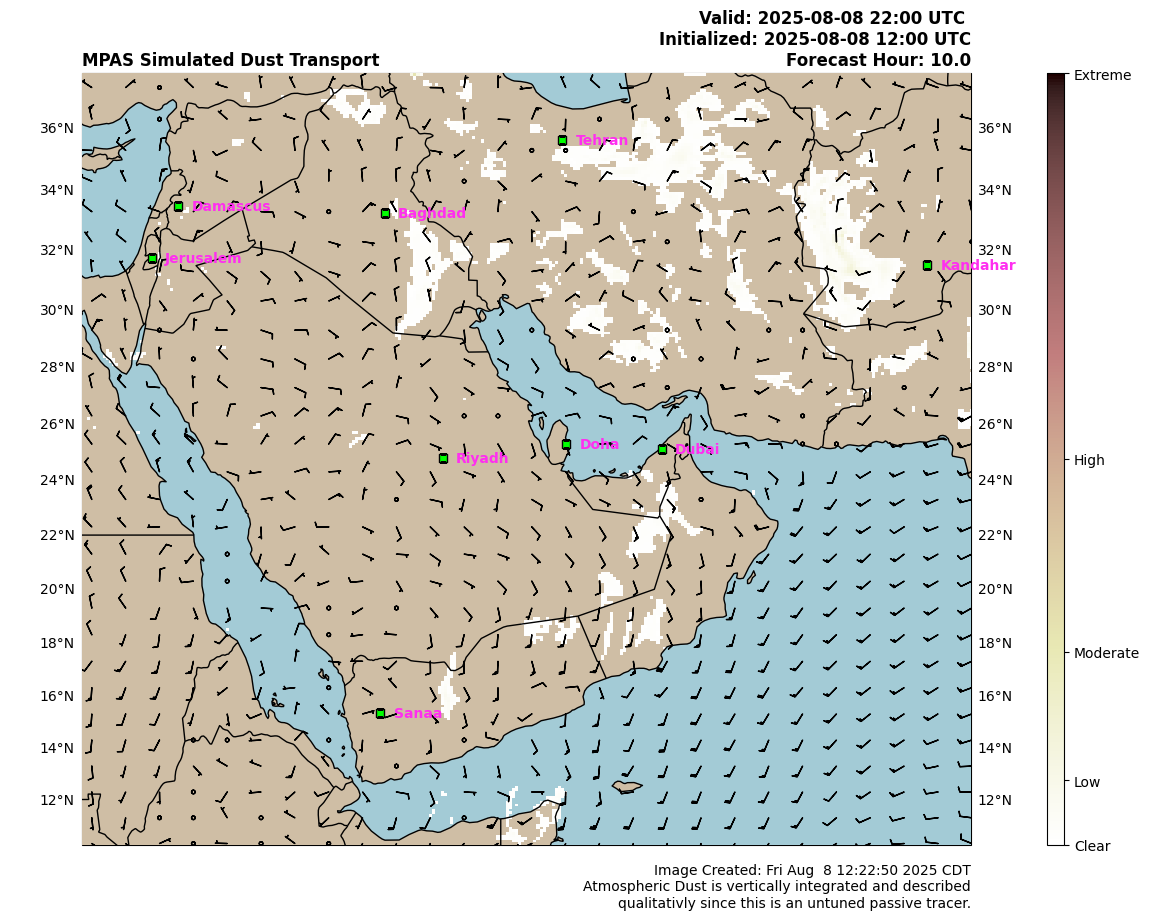 Valid: 2025-08-08 22:00 UTC
Initialized: 2025-08-08 12:00 UTC
MPAS Simulated Dust Transport Forecast Hour: 10.0
Extreme
36°N 36°N
Tehran
34°N 34°N
Damascus
Baghdad
32°N 32°N
Jerusalem
Kandahar
30°N 30°N
28°N 28°N
26°N 26°N
Doha
Dubai
Riyadh
High
24°N 24°N
22°N 22°N
20°N 20°N
18°N 18°N
Moderate
16°N 16°N
Sanaa
14°N 14°N
Low
12°N 12°N
Clear
Image Created: Fri Aug  8 12:22:50 2025 CDT
Atmospheric Dust is vertically integrated and described
qualitativly since this is an untuned passive tracer.